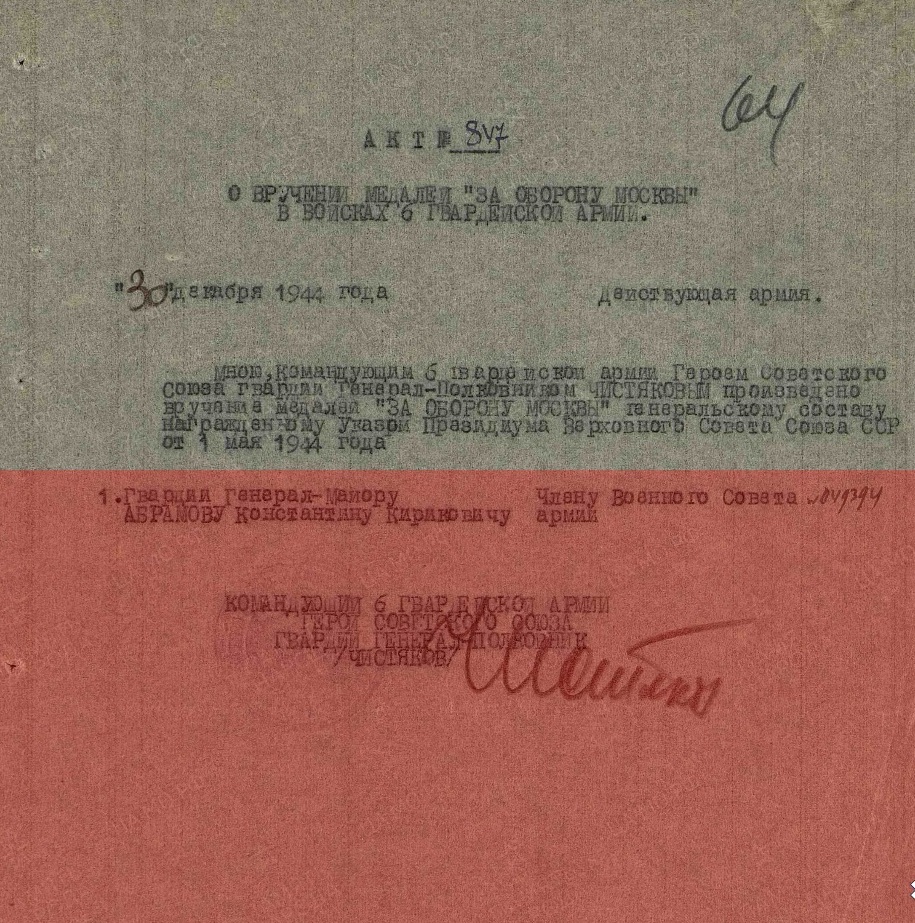 64
АКТ № 847
О ВРУЧЕНИИ МЕДАЛЕЙ "ЗА ОБОРОНУ МОСКВЫ"
В ВОЙСКАХ 6 ГВАРДЕЙСКОЙ АРМИИ.
"30" декабря 1944 года Действующая армия.
Мною, Командующим 6 гвардейской армии Героем Советского
Союза гвардии Генерал-Полковником ЧИСТЯКОВЫМ произведено
вручение медалей "ЗА ОБОРОНУ МОСКВЫ" генеральскому составу
награжденному Указом Президиума Верховного Совета Союза ССР
от 1 мая 1944 года
1. Гвардии Генерал-Майору Члену Военного Совета
АБРАМОВУ Константину Кириковичу армии
КОМАНДУЮЩИЙ 6 ГВАРДЕЙСКОЙ АРМИИ
ГЕРОЙ СОВЕТСКОГО СОЮЗА
ГВАРДИИ ГЕНЕРАЛ-ПОЛКОВНИК
/ЧИСТЯКОВ/